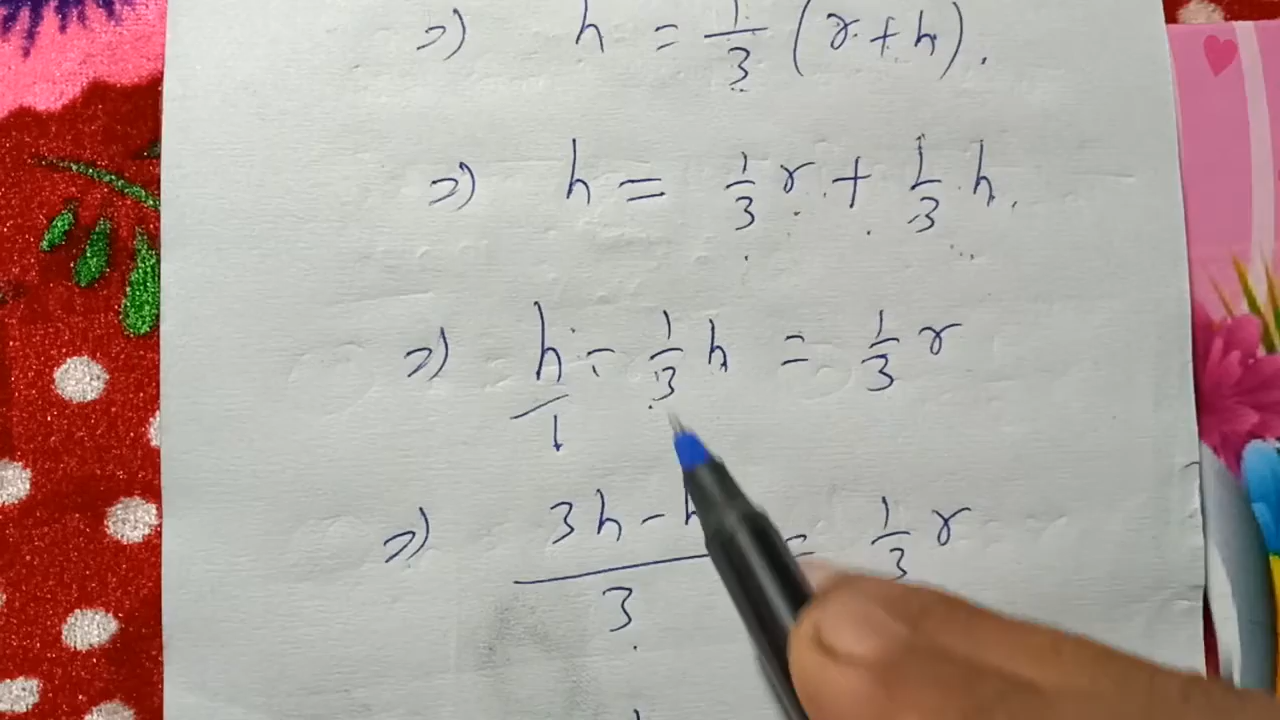 => h = 1/3 (r+h).
=> h = 1/3 r + 1/3 h.
=> h/1 - 1/3 h = 1/3 r
=> (3h - h)/3 = 1/3 r